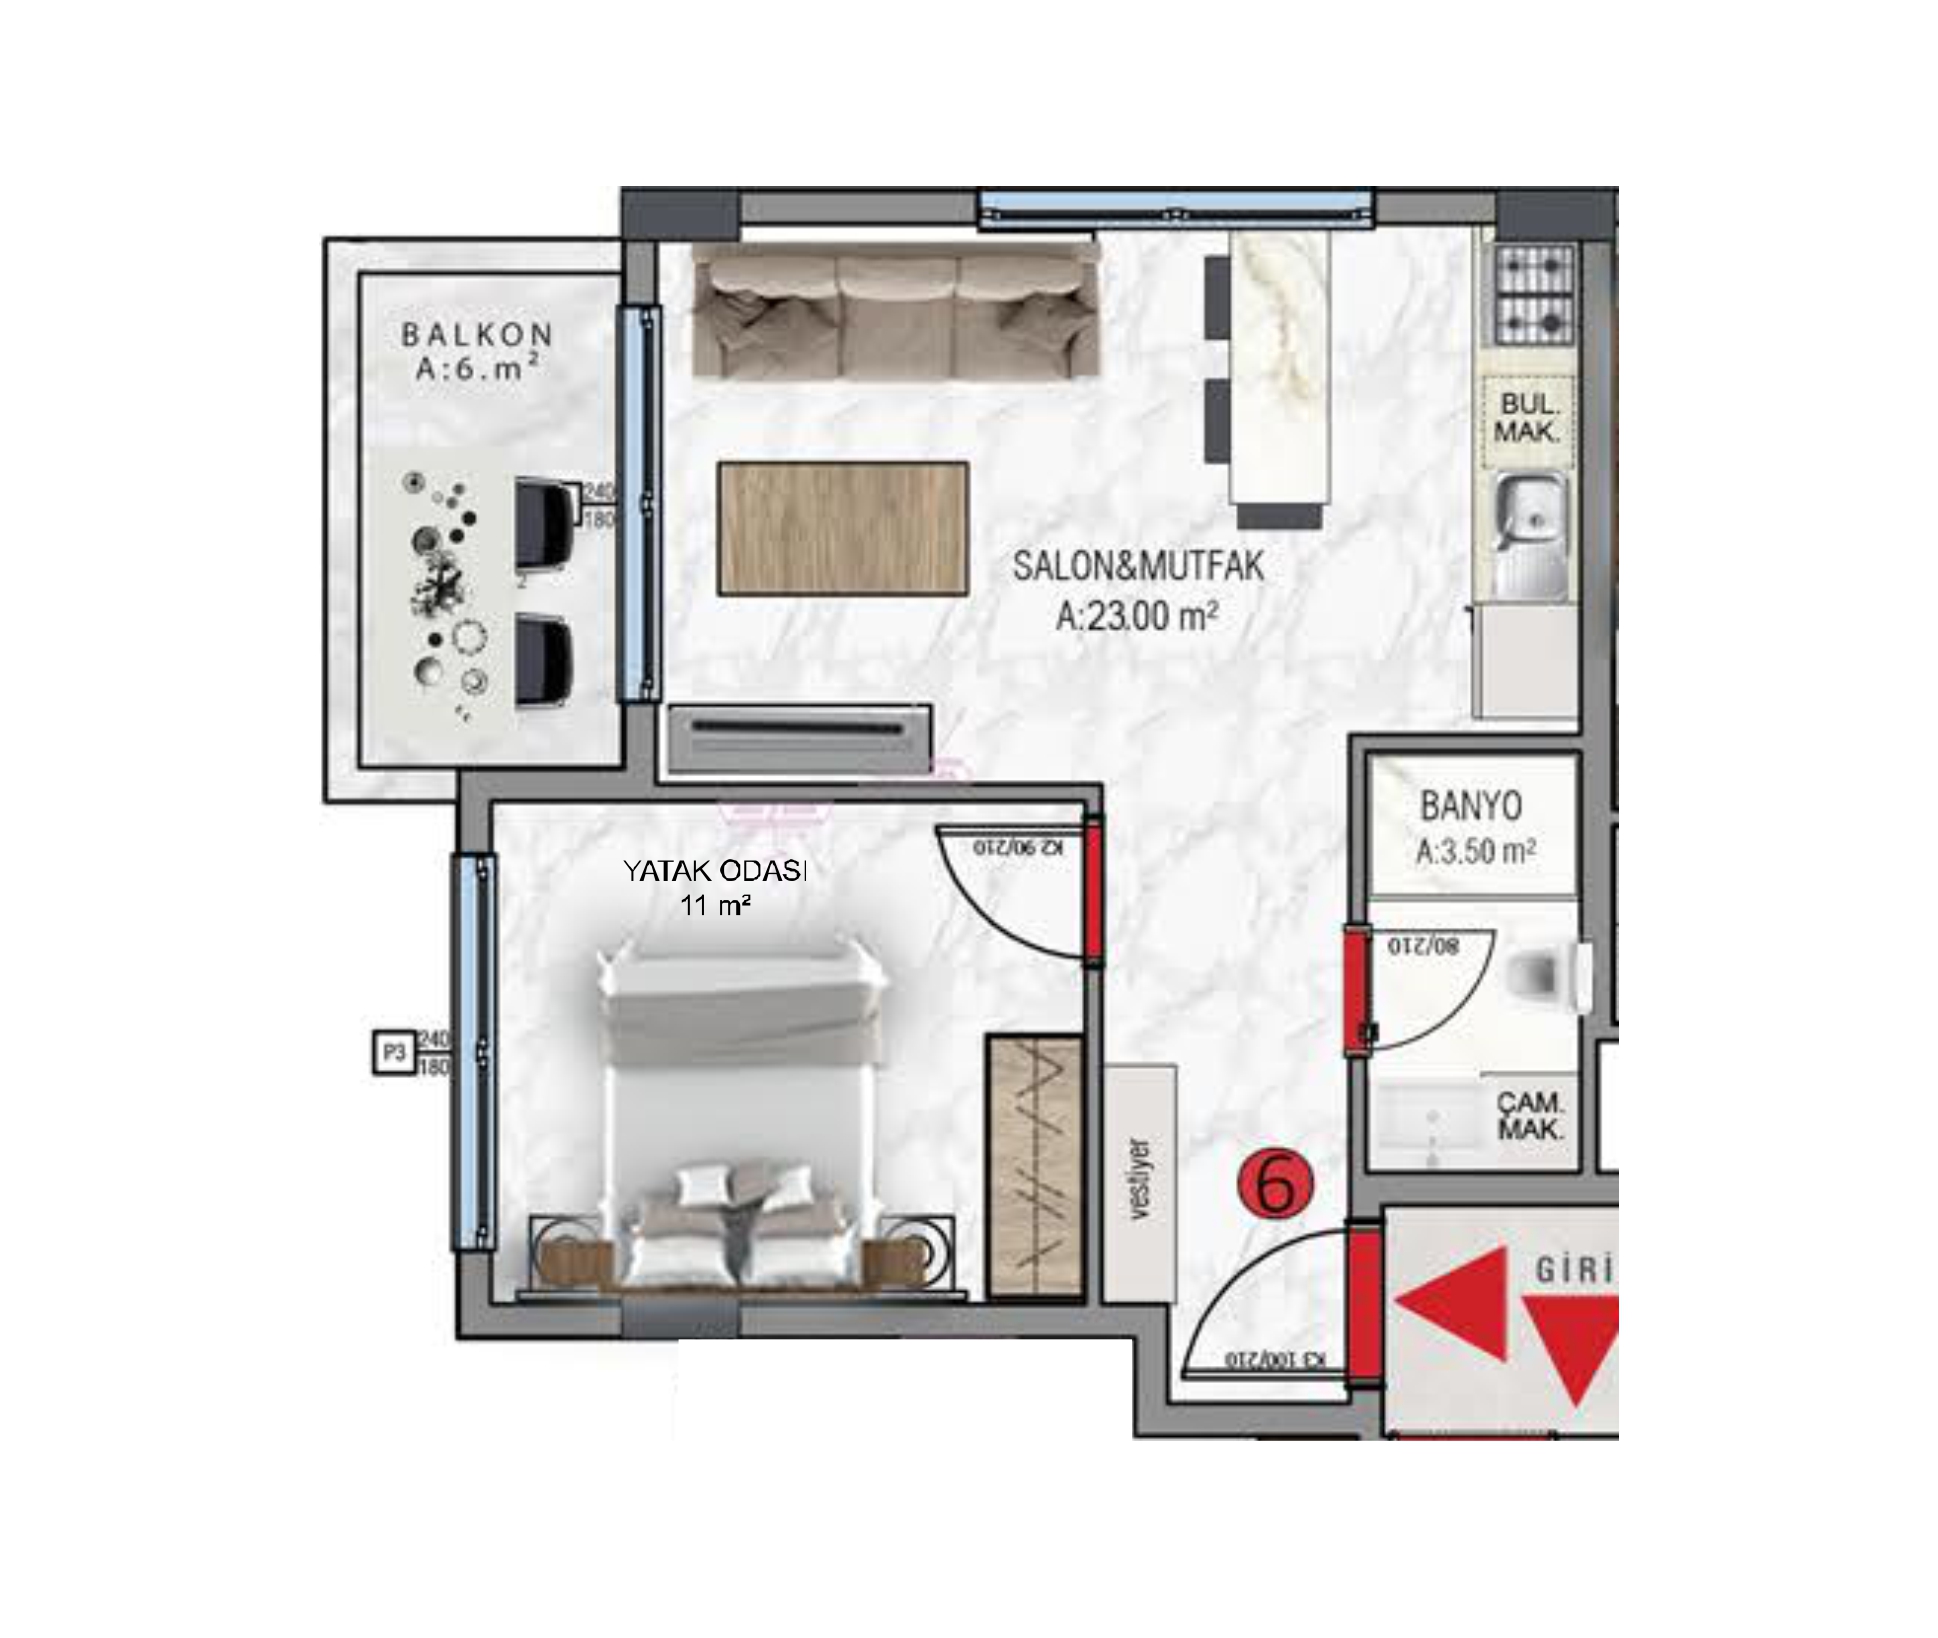 BALKON
A:6.m²
240
180
2
BUL.
MAK.
SALON&MUTFAK
A:23.00 m²
BANYO
A:3.50 m²
K2 90/210
YATAK ODASI
11 m²
80/210
P3
240
180
ÇAM.
MAK.
vestiyer
6
GİRİ
K3 100/210